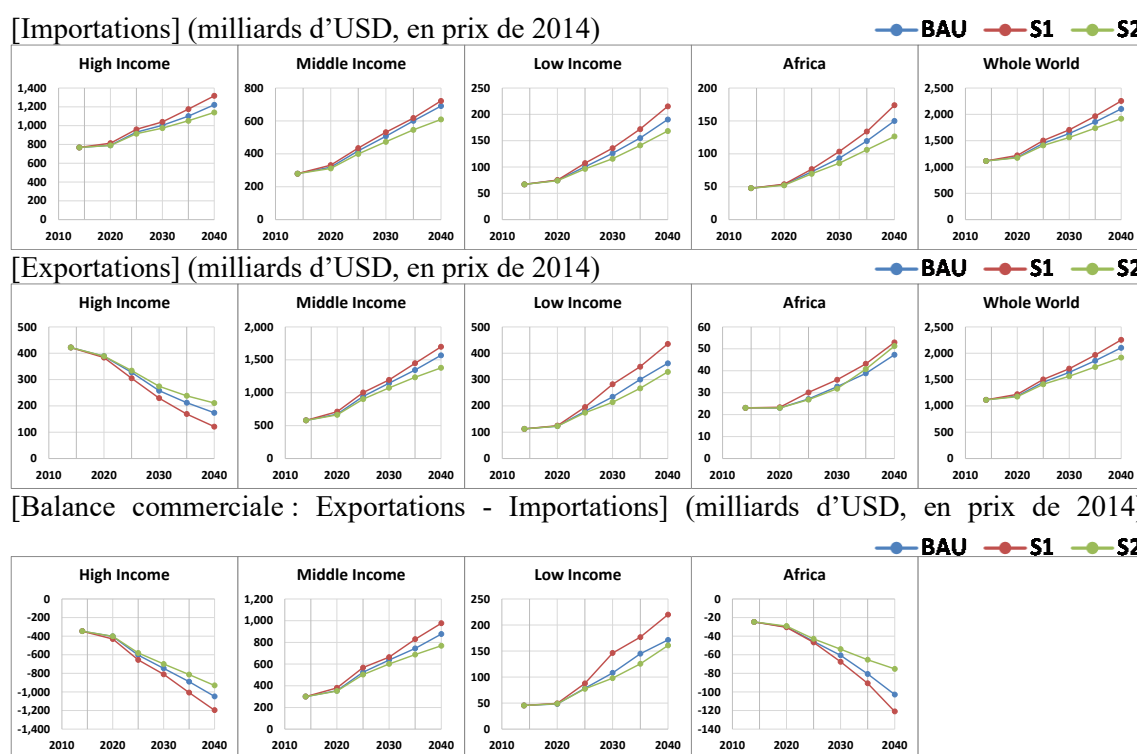 [Importations] (milliards d’USD, en prix de 2014)
BAU S1 S2
High Income Middle Income Low Income Africa Whole World
1,400 1,200 1,000 800 600 400 200 0
800 600 400 200 0
250 200 150 100 50 0
200 150 100 50 0
2,500 2,000 1,500 1,000 500 0
2010 2020 2030 2040 2010 2020 2030 2040 2010 2020 2030 2040 2010 2020 2030 2040 2010 2020 2030 2040
[Exportations] (milliards d’USD, en prix de 2014)
BAU S1 S2
High Income Middle Income Low Income Africa Whole World
500 400 300 200 100 0
2,000 1,500 1,000 500 0
500 400 300 200 100 0
60 50 40 30 20 10 0
2,500 2,000 1,500 1,000 500 0
2010 2020 2030 2040 2010 2020 2030 2040 2010 2020 2030 2040 2010 2020 2030 2040 2010 2020 2030 2040
[Balance commerciale : Exportations - Importations] (milliards d’USD, en prix de 2014)
BAU S1 S2
High Income Middle Income Low Income Africa
0 -200 -400 -600 -800 -1,000 -1,200 -1,400
1,200 1,000 800 600 400 200 0
250 200 150 100 50 0
0 -20 -40 -60 -80 -100 -120 -140
2010 2020 2030 2040 2010 2020 2030 2040 2010 2020 2030 2040 2010 2020 2030 2040